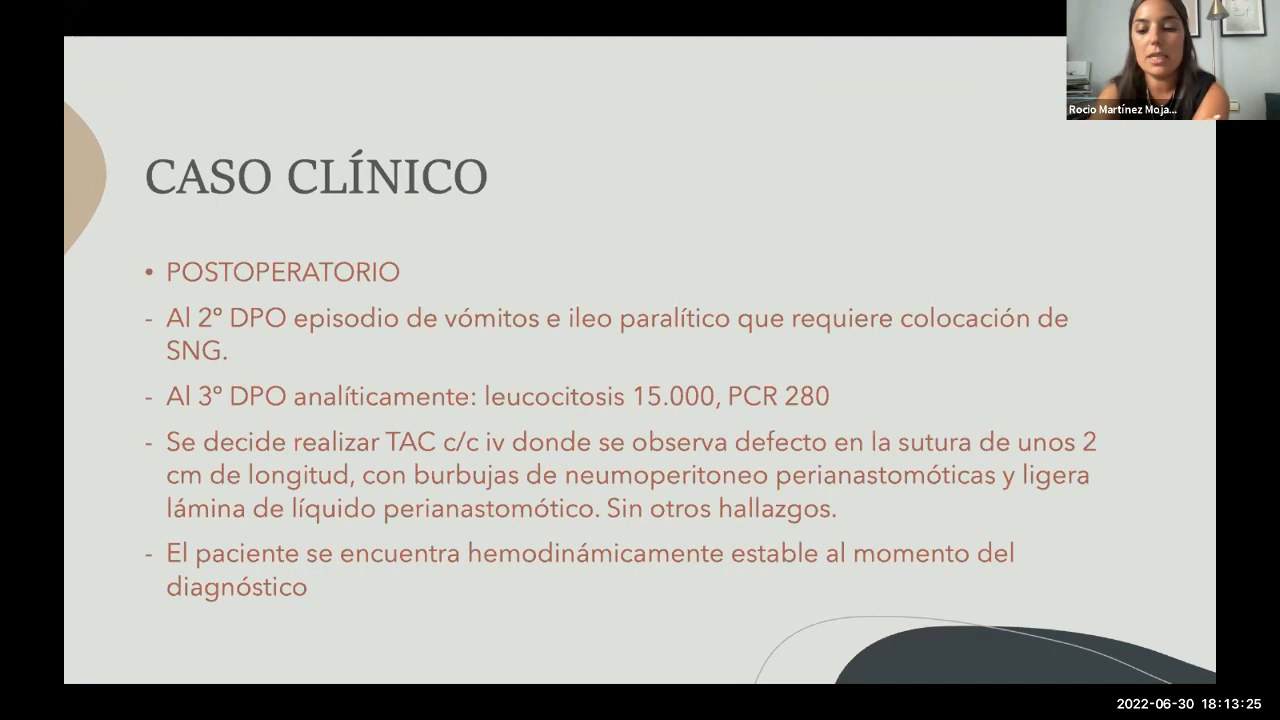 Rocio Martínez Moja...
CASO CLÍNICO
• POSTOPERATORIO
- Al 2º DPO episodio de vómitos e ileo paralítico que requiere colocación de
SNG.
- Al 3º DPO analíticamente: leucocitosis 15.000, PCR 280
- Se decide realizar TAC c/c iv donde se observa defecto en la sutura de unos 2
cm de longitud, con burbujas de neumoperitoneo perianastomóticas y ligera
lámina de líquido perianastomótico. Sin otros hallazgos.
- El paciente se encuentra hemodinámicamente estable al momento del
diagnóstico
2022-06-30 18:13:25